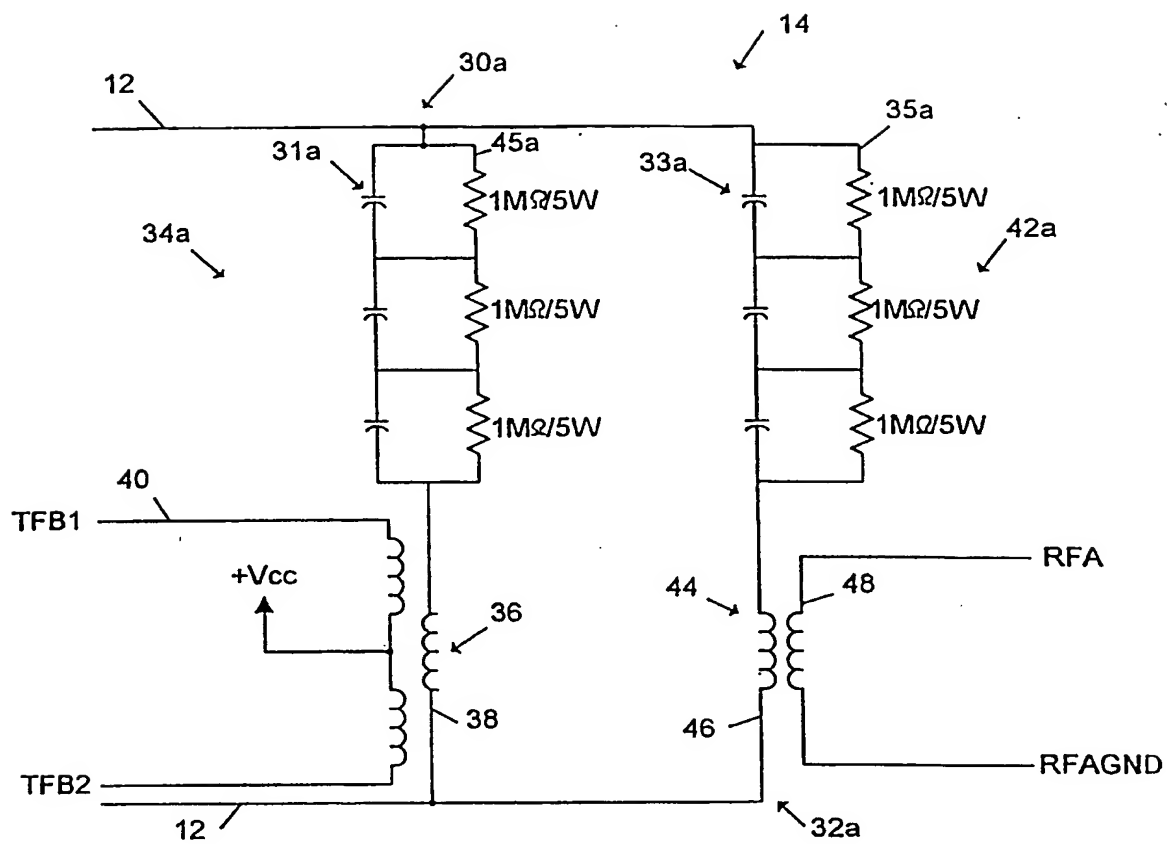 14
30a
12
35a
31a
45a
33a
1MΩ/5W
1MΩ/5W
34a
42a
1MΩ/5W
1MΩ/5W
1MΩ/5W
1MΩ/5W
40
TFB1
RFA
+Vcc
44
48
36
38
46
RFAGND
TFB2
12
32a